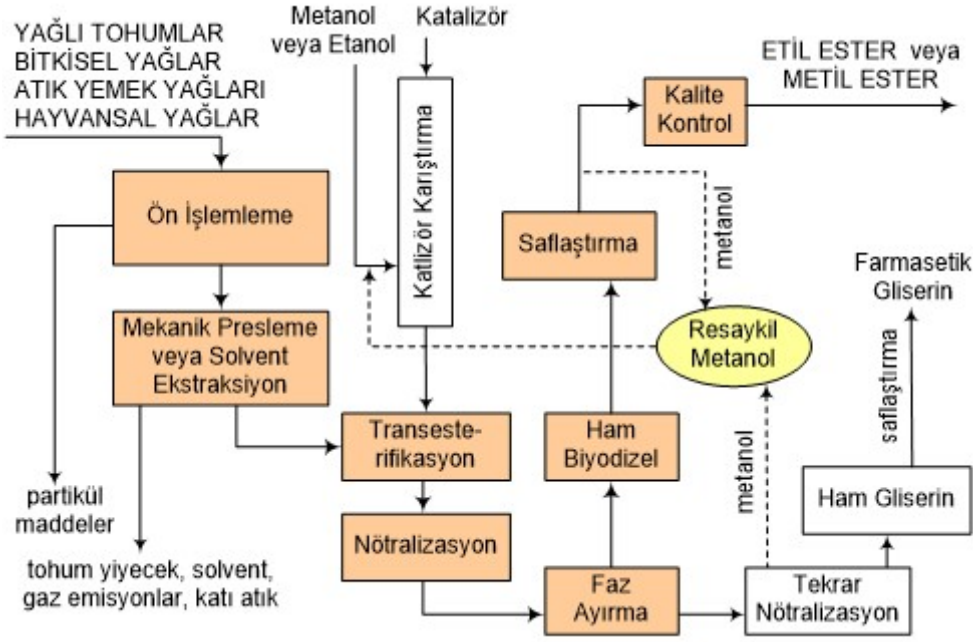 YAĞLI TOHUMLAR
BİTKİSEL YAĞLAR
ATIK YEMEK YAĞLARI
HAYVANSAL YAĞLAR
Metanol
veya Etanol
Katalizör
ETİL ESTER veya
METİL ESTER
Kalite
Kontrol
Ön İşlemleme
Katlizör Karıştırma
Saflaştırma
metanol
Farmasetik
Gliserin
Mekanik Presleme
veya Solvent
Ekstraksiyon
Resaykil
Metanol
saflaştırma
Transeste-
rifikasyon
Ham
Biyodizel
metanol
Ham Gliserin
partikül
maddeler
Nötralizasyon
tohum yiyecek, solvent,
gaz emisyonlar, katı atık
Faz
Ayırma
Tekrar
Nötralizasyon